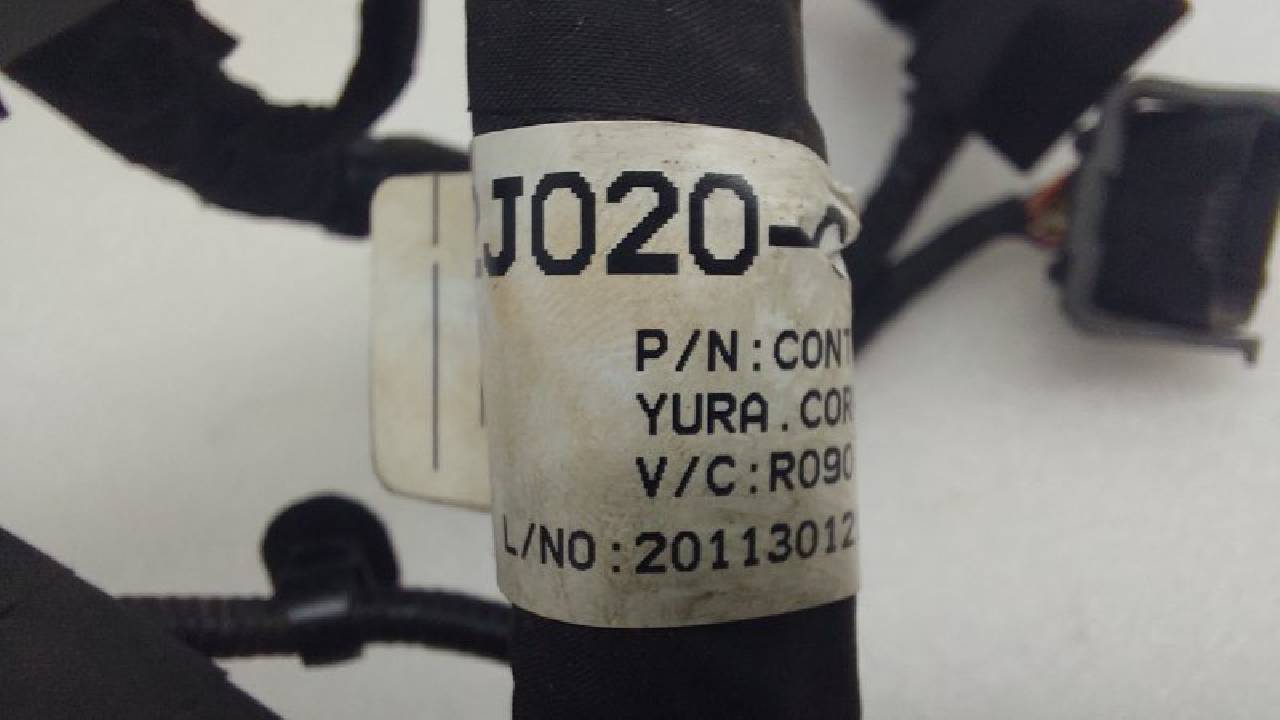 J020-
P/N:CONT
YURA.COR
V/C:R090
L/NO:20113012